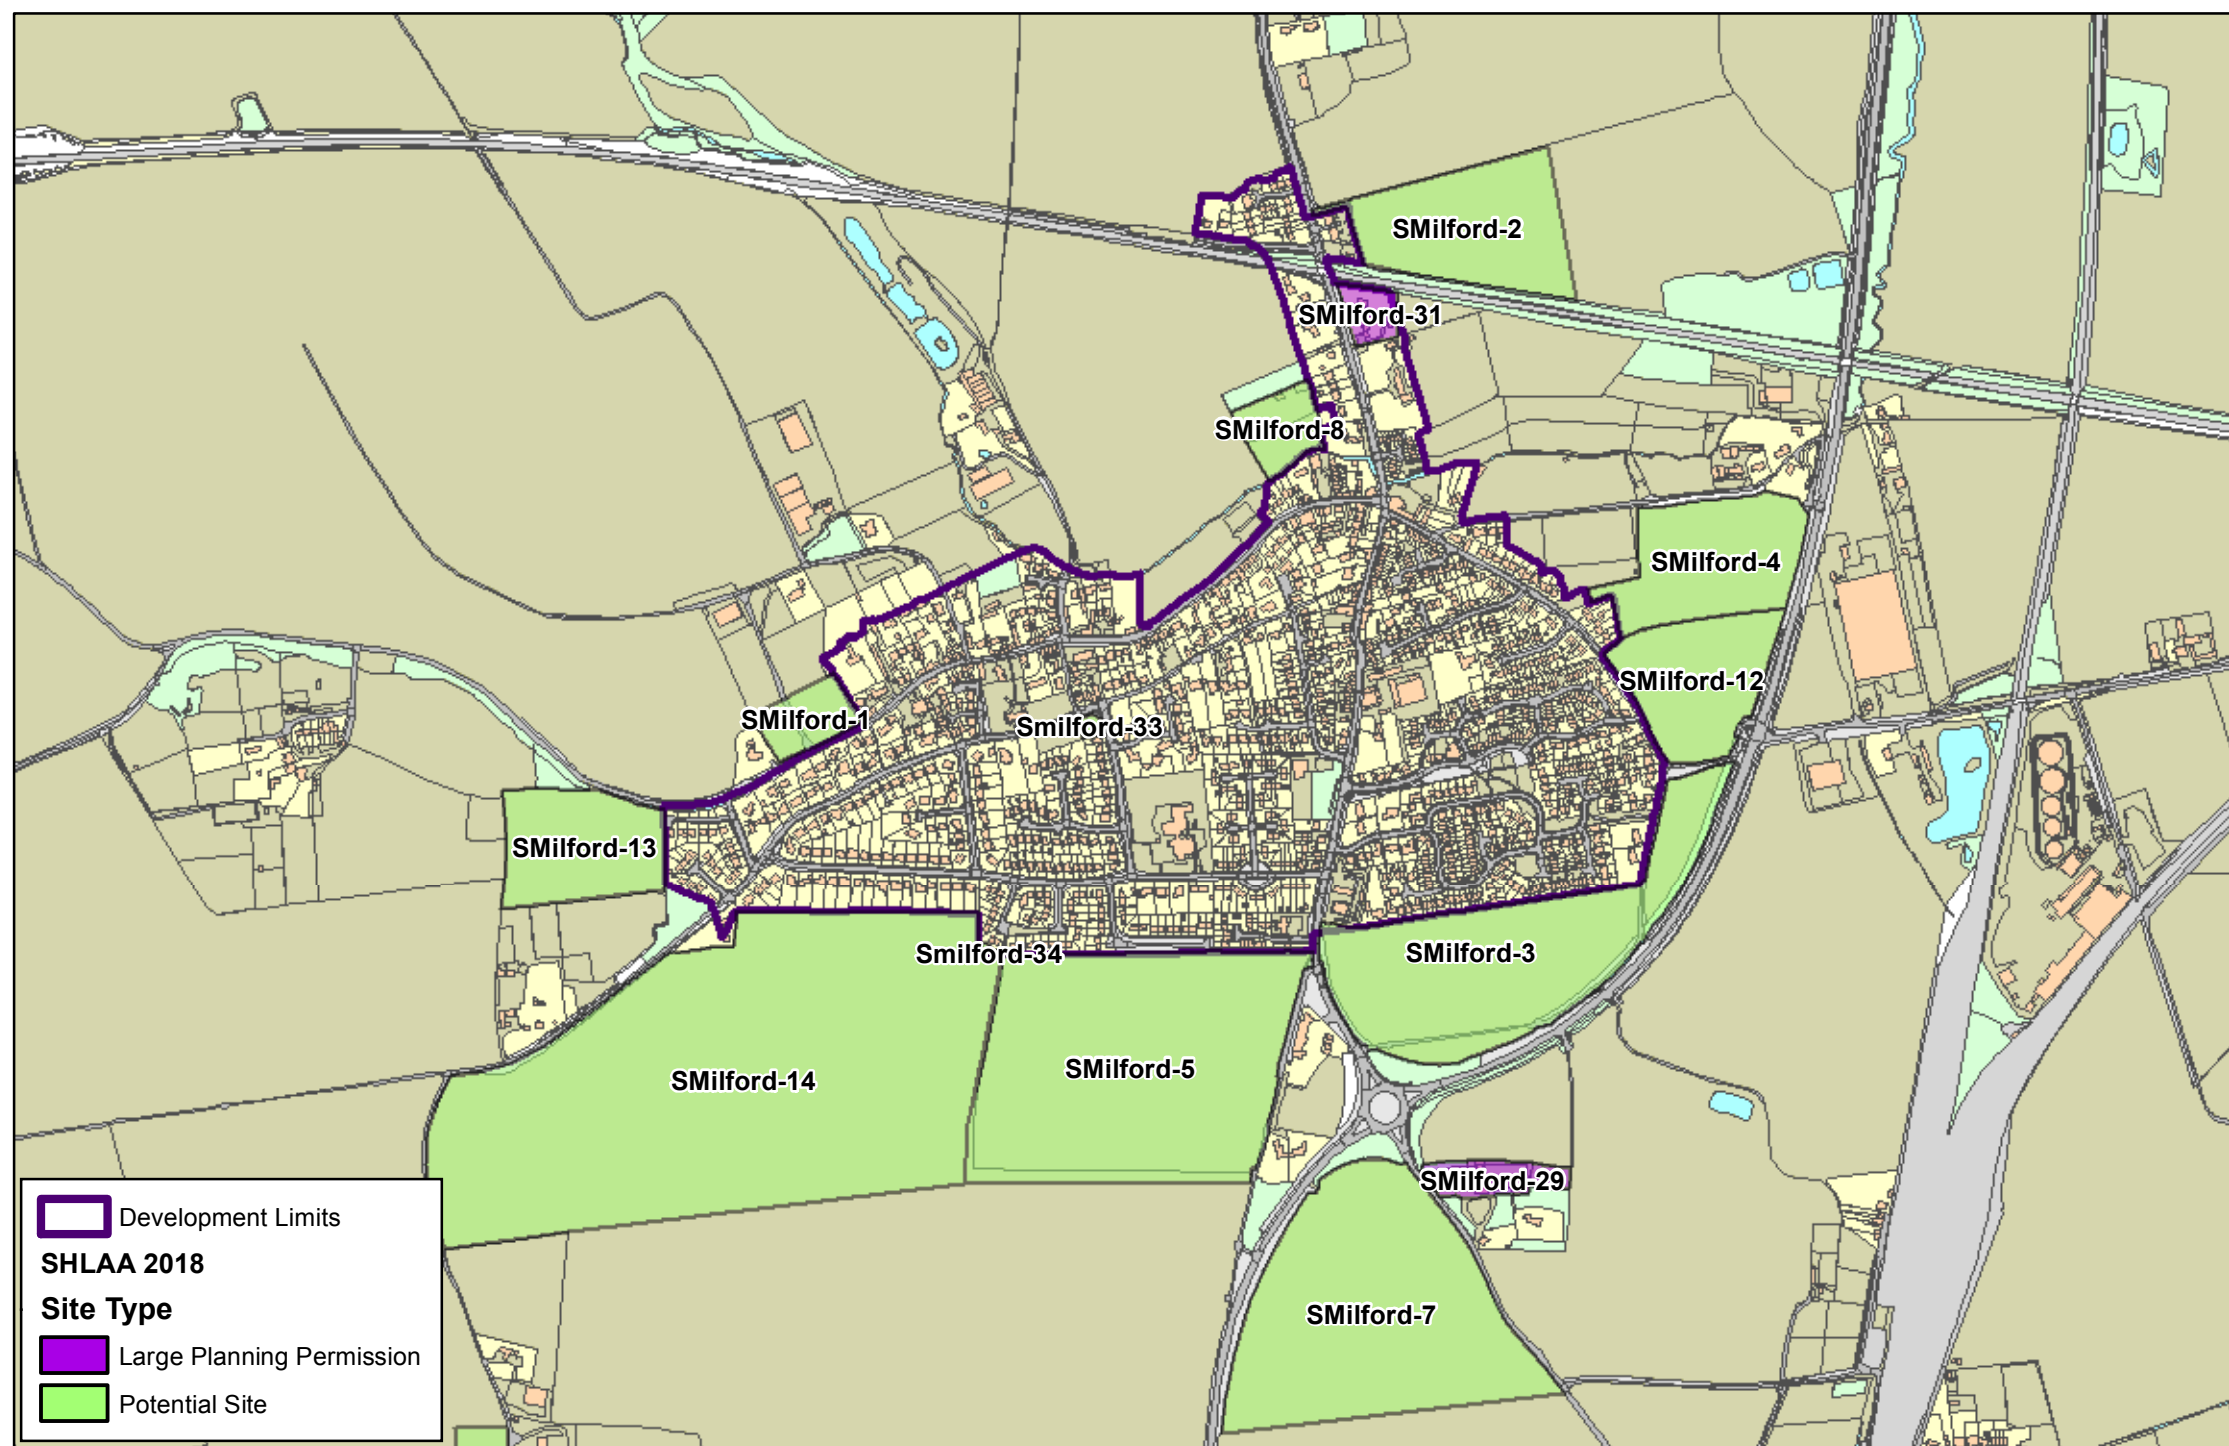 SMilford-2
SMilford-31
SMilford-8
SMilford-4
SMilford-12
SMilford-1
Smilford-33
SMilford-13
Smilford-34
SMilford-3
SMilford-14
SMilford-5
SMilford-29
SMilford-7
Development Limits
SHLAA 2018
Site Type
Large Planning Permission
Potential Site